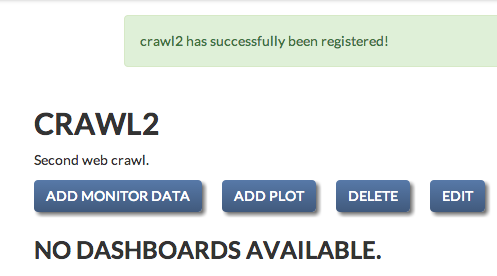 crawl2 has successfully been registered!
CRAWL2
Second web crawl.
ADD MONITOR DATA ADD PLOT DELETE EDIT
NO DASHBOARDS AVAILABLE.